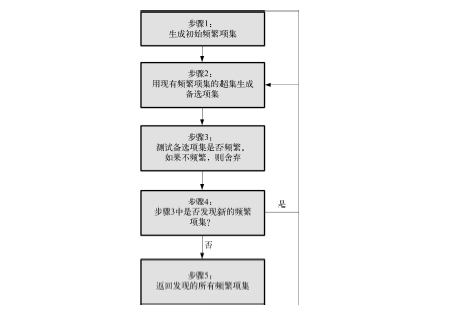 步骤1：
生成初始频繁项集
步骤2：
用现有频繁项集的超集生成
备选项集
步骤3：
测试备选项集是否频繁，
如果不频繁，则舍弃
步骤4：
步骤3中是否发现新的频繁
项集？
是
否
步骤5：
返回发现的所有频繁项集